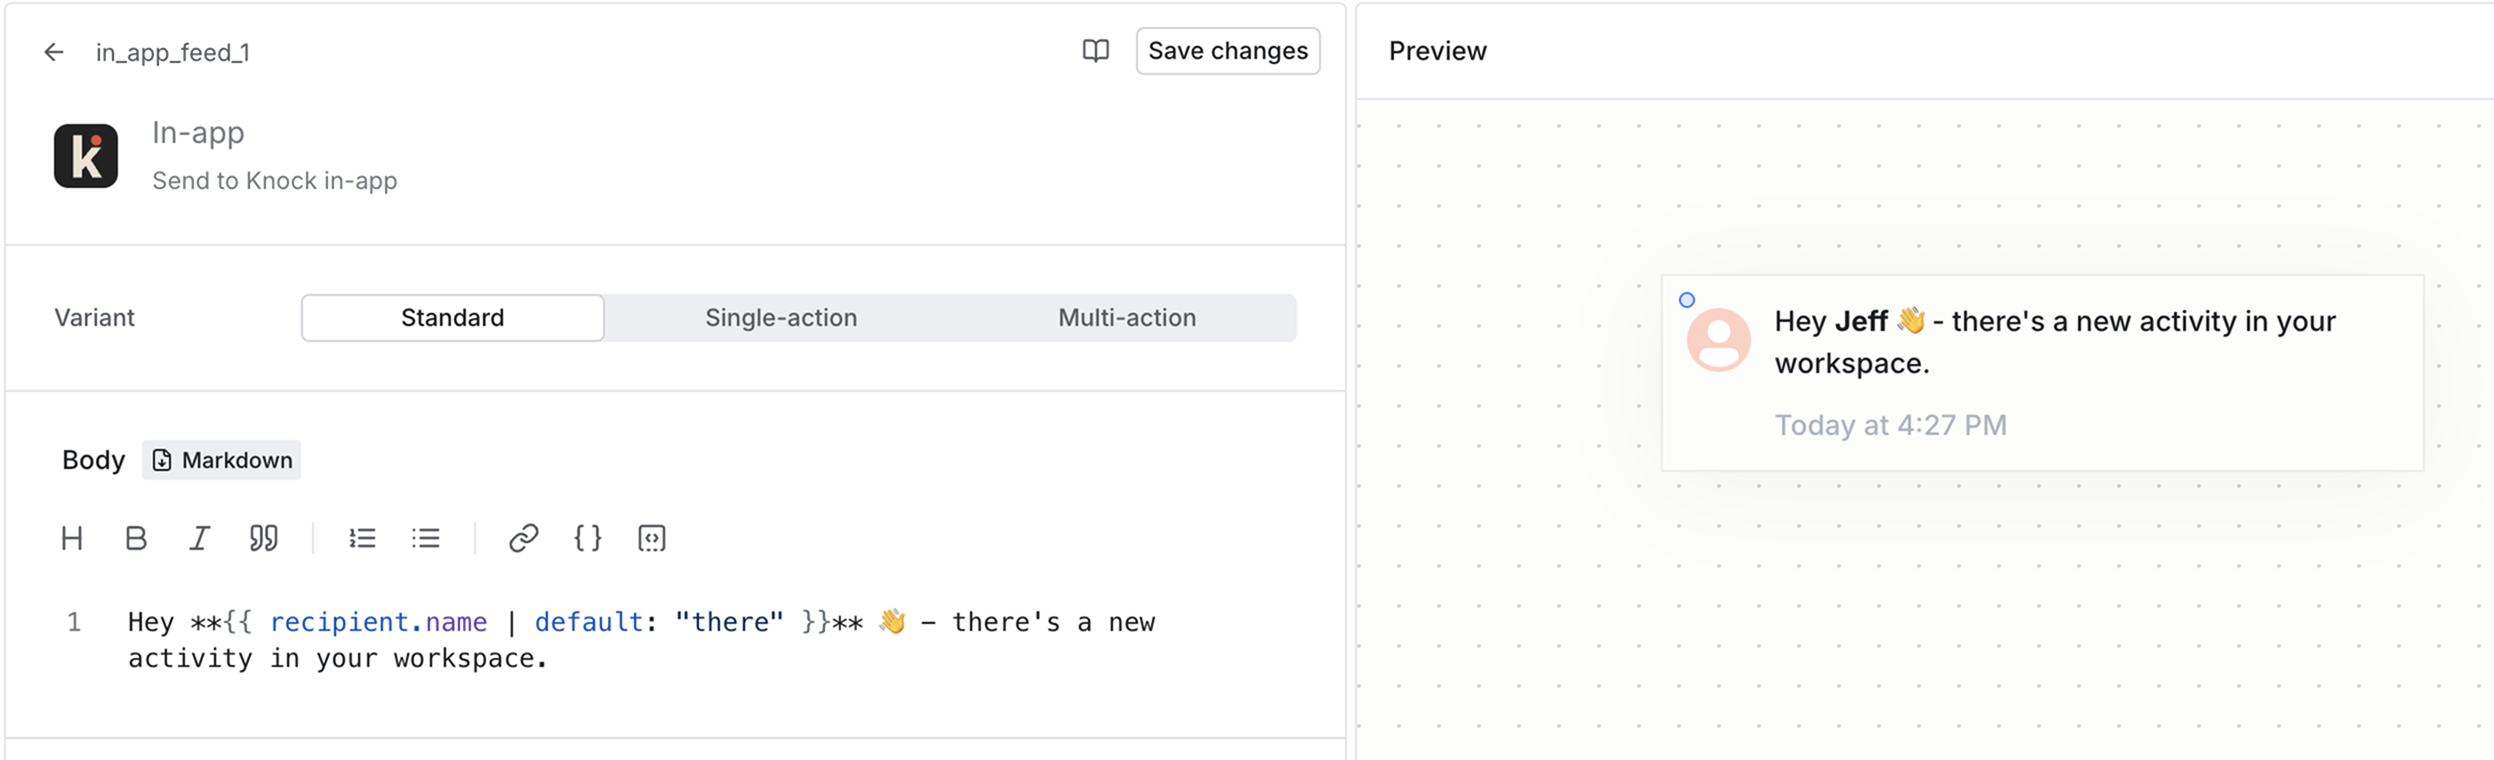 in_app_feed_1
Save changes
In-app
Send to Knock in-app
Variant
Standard
Single-action
Multi-action
Body
Markdown
1
Hey **{{ recipient.name | default: "there" }}** 👋 - there's a new
activity in your workspace.
Preview
Hey Jeff 👋 - there's a new activity in your
workspace.
Today at 4:27 PM